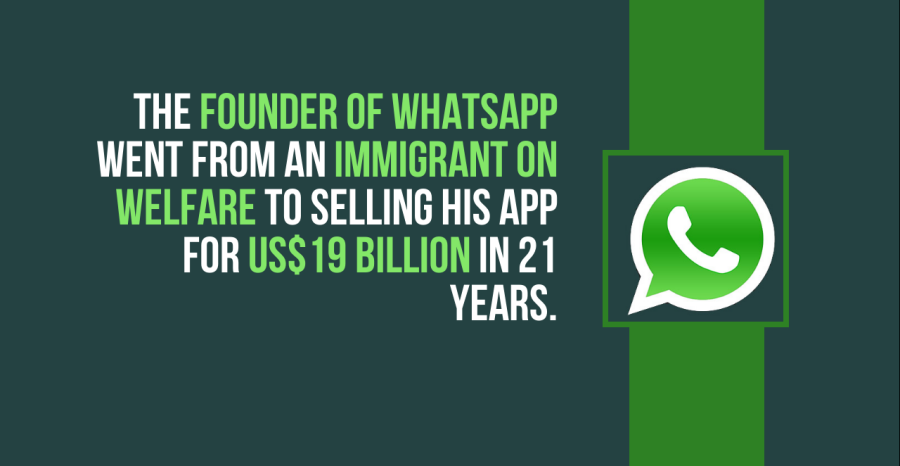 THE FOUNDER OF WHATSAPP
WENT FROM AN IMMIGRANT ON
WELFARE TO SELLING HIS APP
FOR US$19 BILLION IN 21
YEARS.